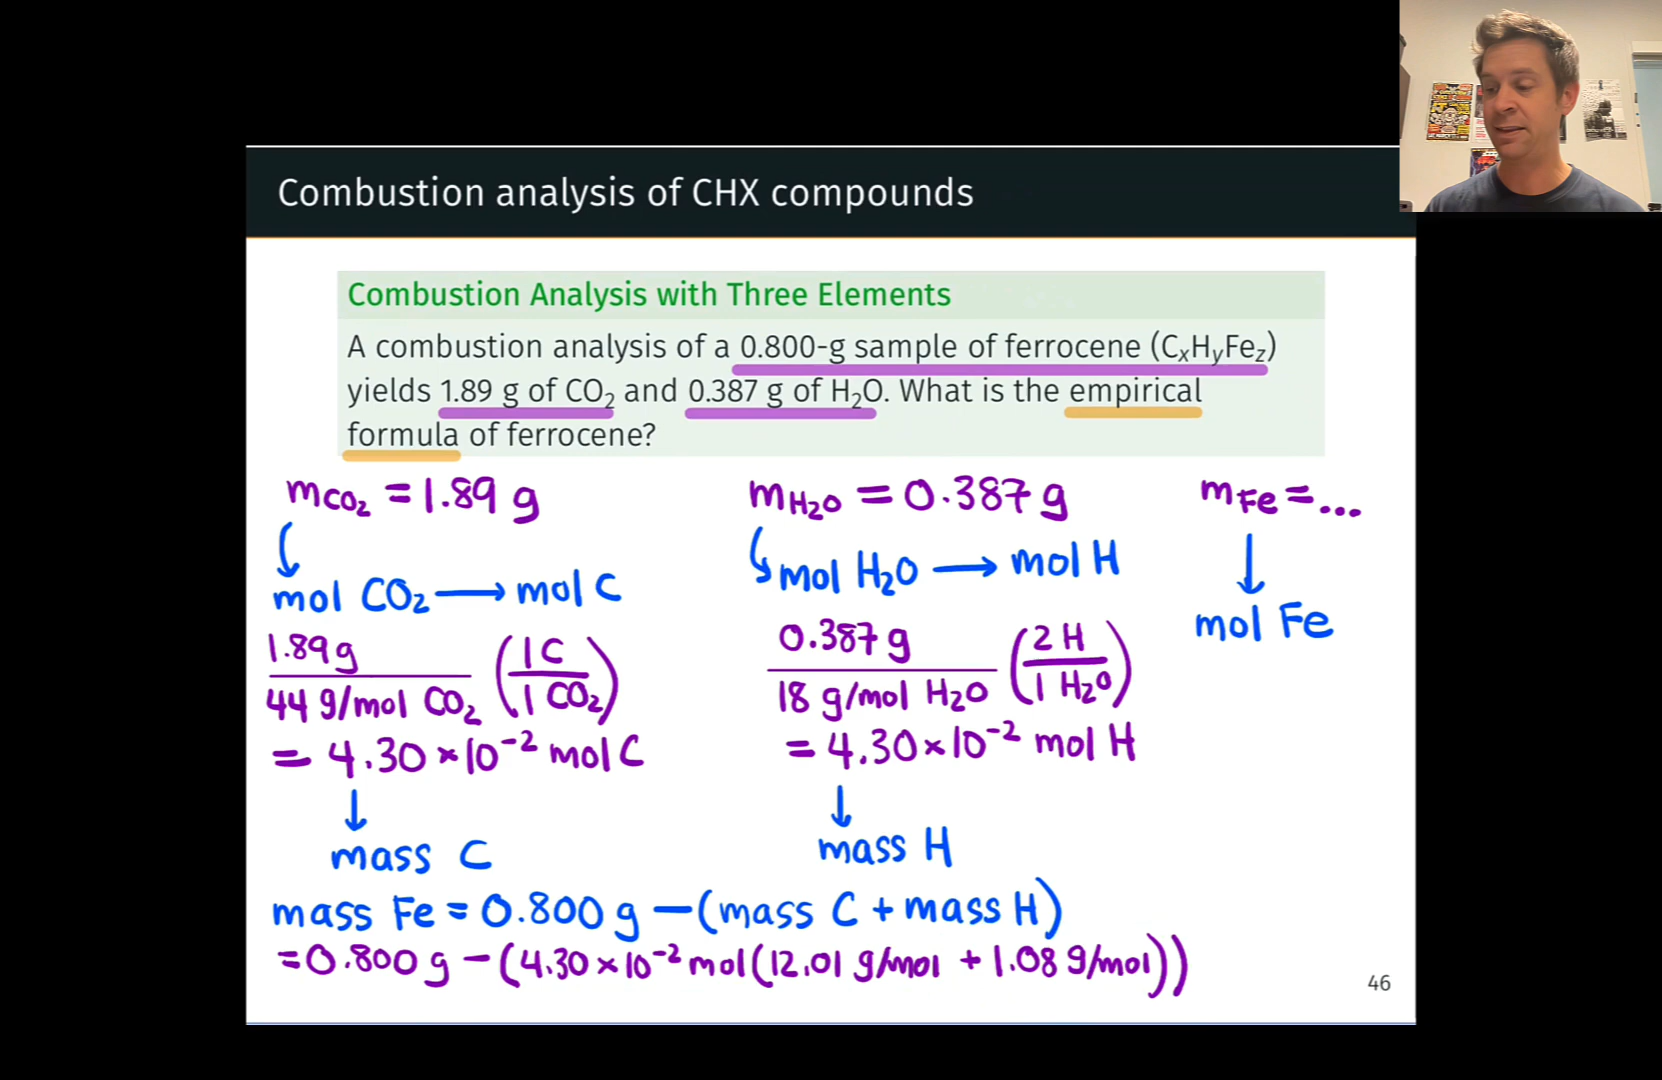 Combustion analysis of CHX compounds
Combustion Analysis with Three Elements
A combustion analysis of a 0.800-g sample of ferrocene (CₓHᵧFe_z)
yields 1.89 g of CO₂ and 0.387 g of H₂O. What is the empirical
formula of ferrocene?
m_CO₂ = 1.89 g
mol CO₂ → mol C
1.89 g
44 g/mol CO₂
(1 C / 1 CO₂)
= 4.30 × 10⁻² mol C
↓
mass C
m_H₂O = 0.387 g
mol H₂O → mol H
0.387 g
18 g/mol H₂O
(2 H / 1 H₂O)
= 4.30 × 10⁻² mol H
↓
mass H
m_Fe = ...
↓
mol Fe
mass Fe = 0.800 g − (mass C + mass H)
= 0.800 g − (4.30 × 10⁻² mol (12.01 g/mol + 1.08 g/mol))
46